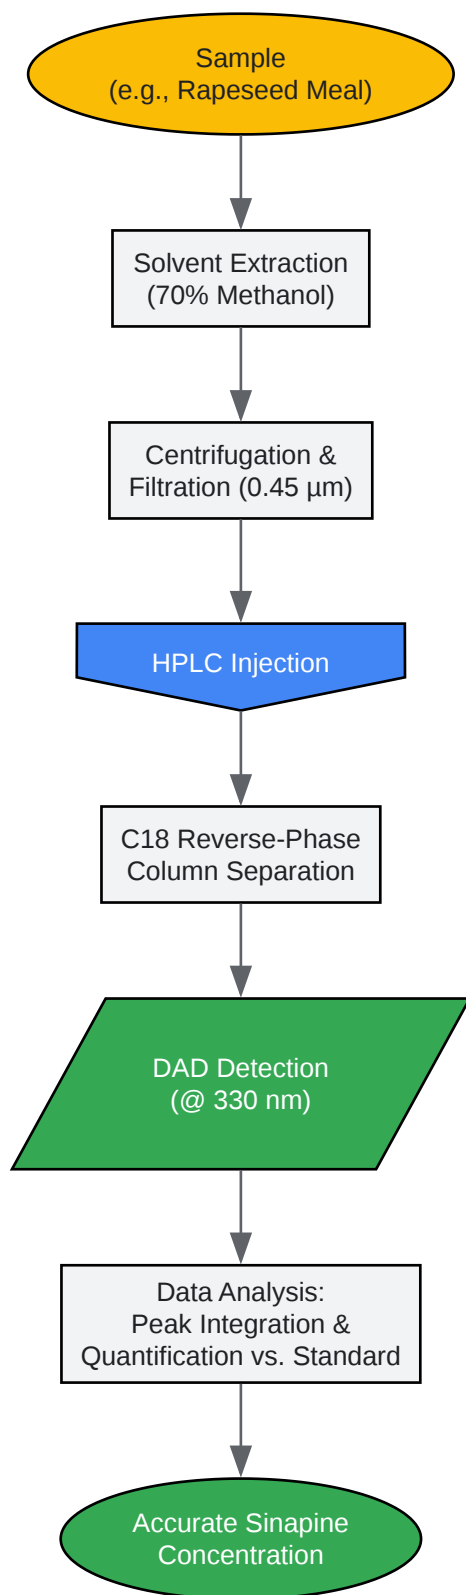 Sample
(e.g., Rapeseed Meal)
Solvent Extraction
(70% Methanol)
Centrifugation &
Filtration (0.45 µm)
HPLC Injection
C18 Reverse-Phase
Column Separation
DAD Detection
(@ 330 nm)
Data Analysis:
Peak Integration &
Quantification vs. Standard
Accurate Sinapine
Concentration